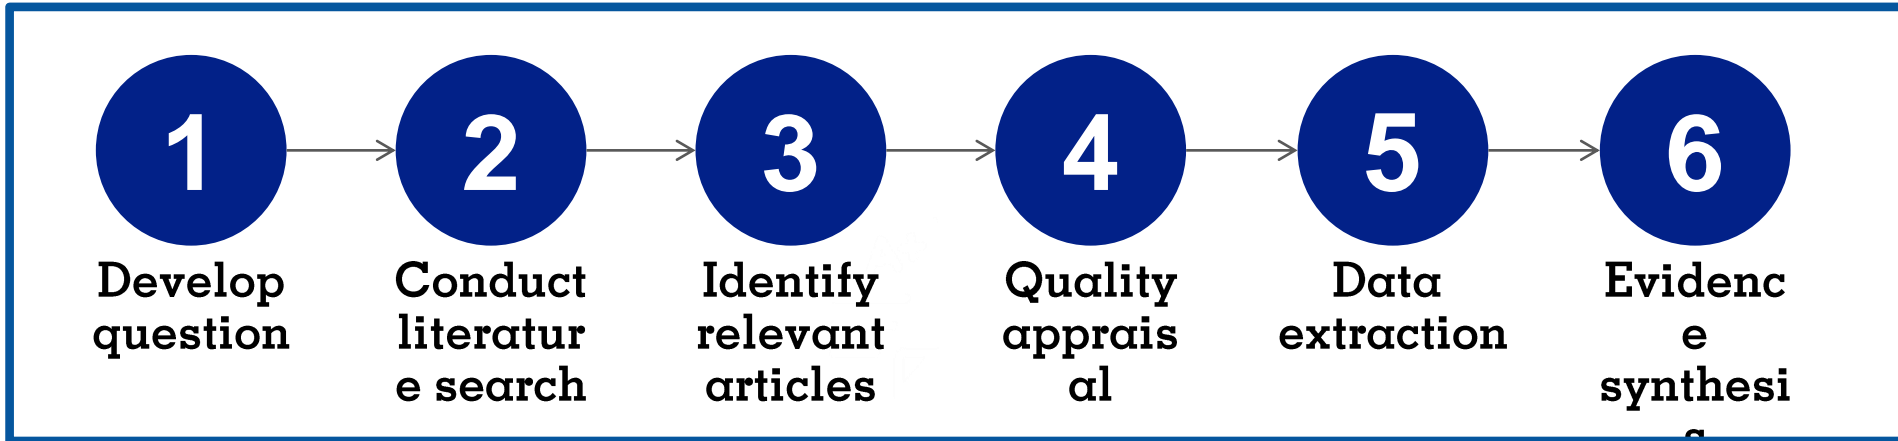 1 2 3 4 5 6
Develop
question
Conduct
literatur
e search
Identify
relevant
articles
Quality
apprais
al
Data
extraction
Evidenc
e
synthesi
s